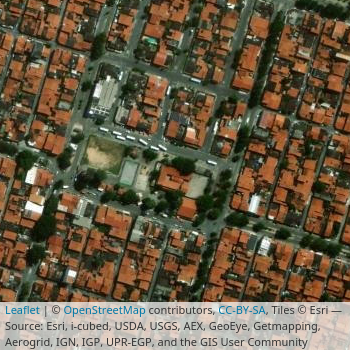 Leaflet | © OpenStreetMap contributors, CC-BY-SA, Tiles © Esri —
Source: Esri, i-cubed, USDA, USGS, AEX, GeoEye, Getmapping,
Aerogrid, IGN, IGP, UPR-EGP, and the GIS User Community